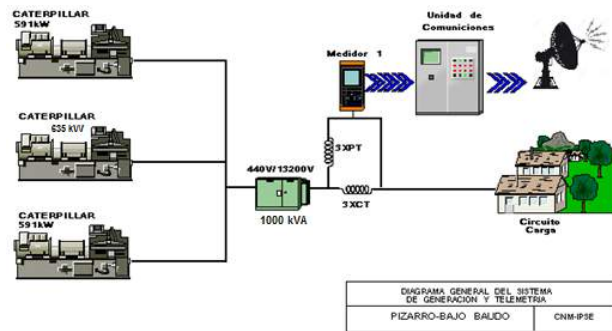 CATERPILLAR
591kW
CATERPILLAR
635 kW
CATERPILLAR
591kW
440V/13200V
1000 kVA
Medidor 1
Unidad de
Comuniciones
3XPT
3XCT
Circuito
Carga
DIAGRAMA GENERAL DEL SISTEMA
DE GENERACION Y TELEMETRIA
PIZARRO-BAJO BAUDO
CNM-IPSE